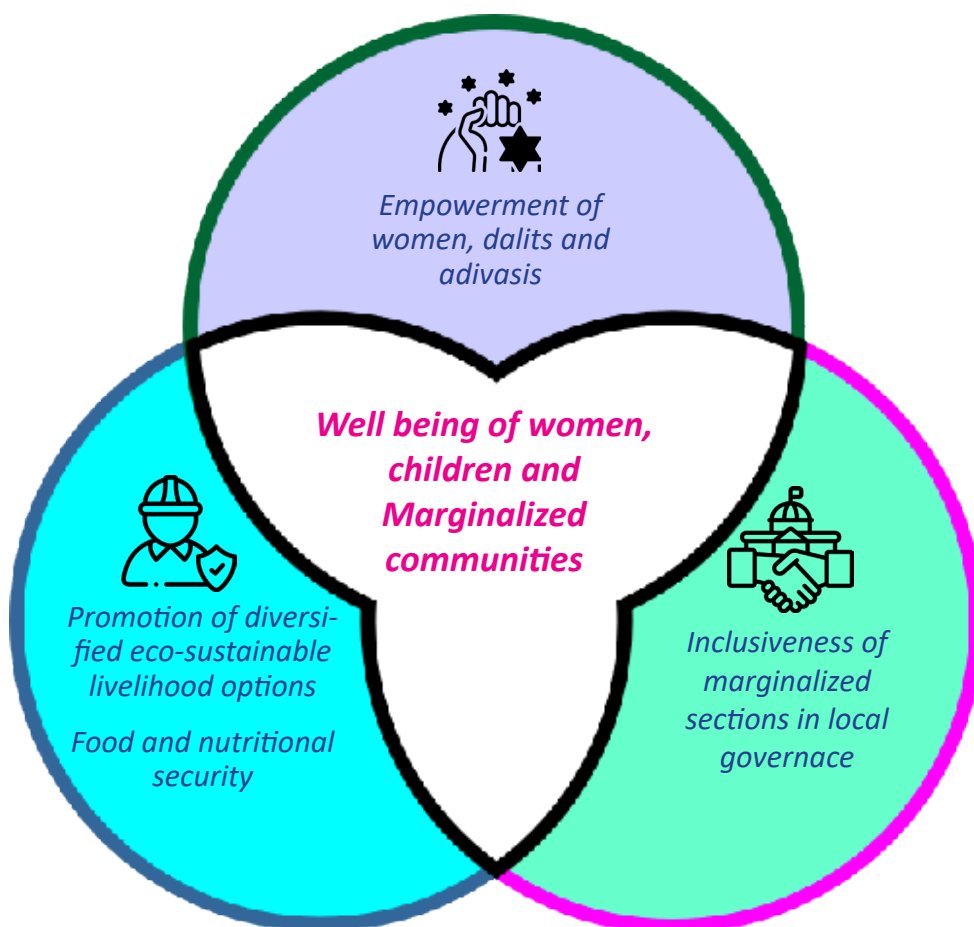 Empowerment of
women, dalits and
adivasis
Well being of women,
children and
Marginalized
communities
Promotion of diversi-
fied eco-sustainable
livelihood options
Food and nutritional
security
Inclusiveness of
marginalized
sections in local
governace